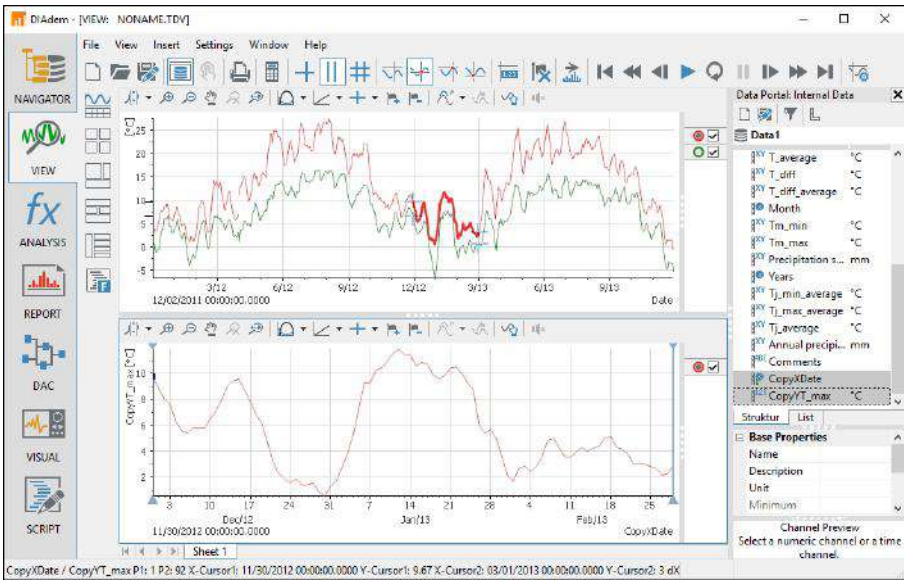 DIAdem - [VIEW: NONAME.TDV]
File View Insert Settings Window Help
NAVIGATOR
VIEW
ANALYSIS
REPORT
DAC
VISUAL
SCRIPT
[°C]
25
20
15
10
5
0
-5
3/12 6/12 9/12 12/12 3/13 6/13 9/13
12/02/2011 00:00:00.0000 Date
CopyYT_max [°C]
10
8
6
4
2
3 10 17 24 31 7 14 21 28 4 11 18 25
Dec/12 Jan/13 Feb/13
11/30/2012 00:00:00.0000 CopyXDate
Sheet 1
Data Portal: Internal Data
Data1
T_average °C
T_diff °C
T_diff_average °C
Month
Tm_min °C
Tm_max °C
Precipitation s... mm
Years
Tj_min_average °C
Tj_max_average °C
Tj_average °C
Annual precipi... mm
Comments
CopyXDate
CopyYT_max °C
Struktur List
Base Properties
Name
Description
Unit
Minimum
Channel Preview
Select a numeric channel or a time
channel.
CopyXDate / CopyYT_max P1: 1 P2: 92 X-Cursor1: 11/30/2012 00:00:00.0000 Y-Cursor1: 9.67 X-Cursor2: 03/01/2013 00:00:00.0000 Y-Cursor2: 3 dX